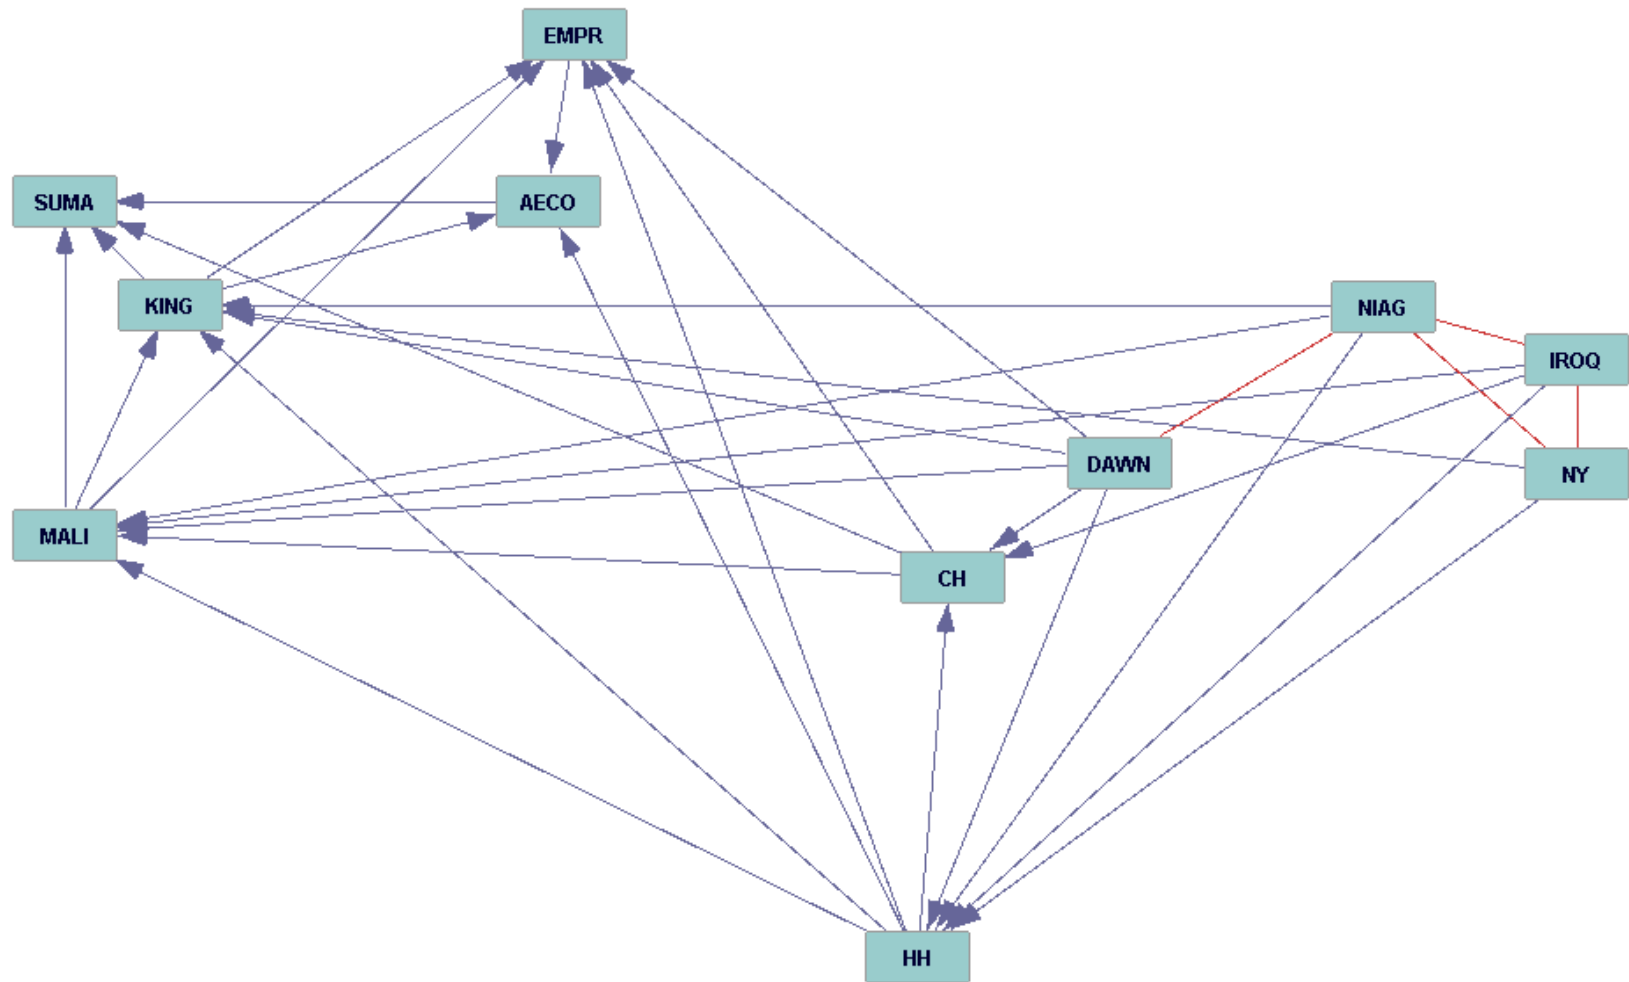 EMPR
SUMA
AECO
KING
NIAG
IROQ
DAWN
NY
MALI
CH
HH